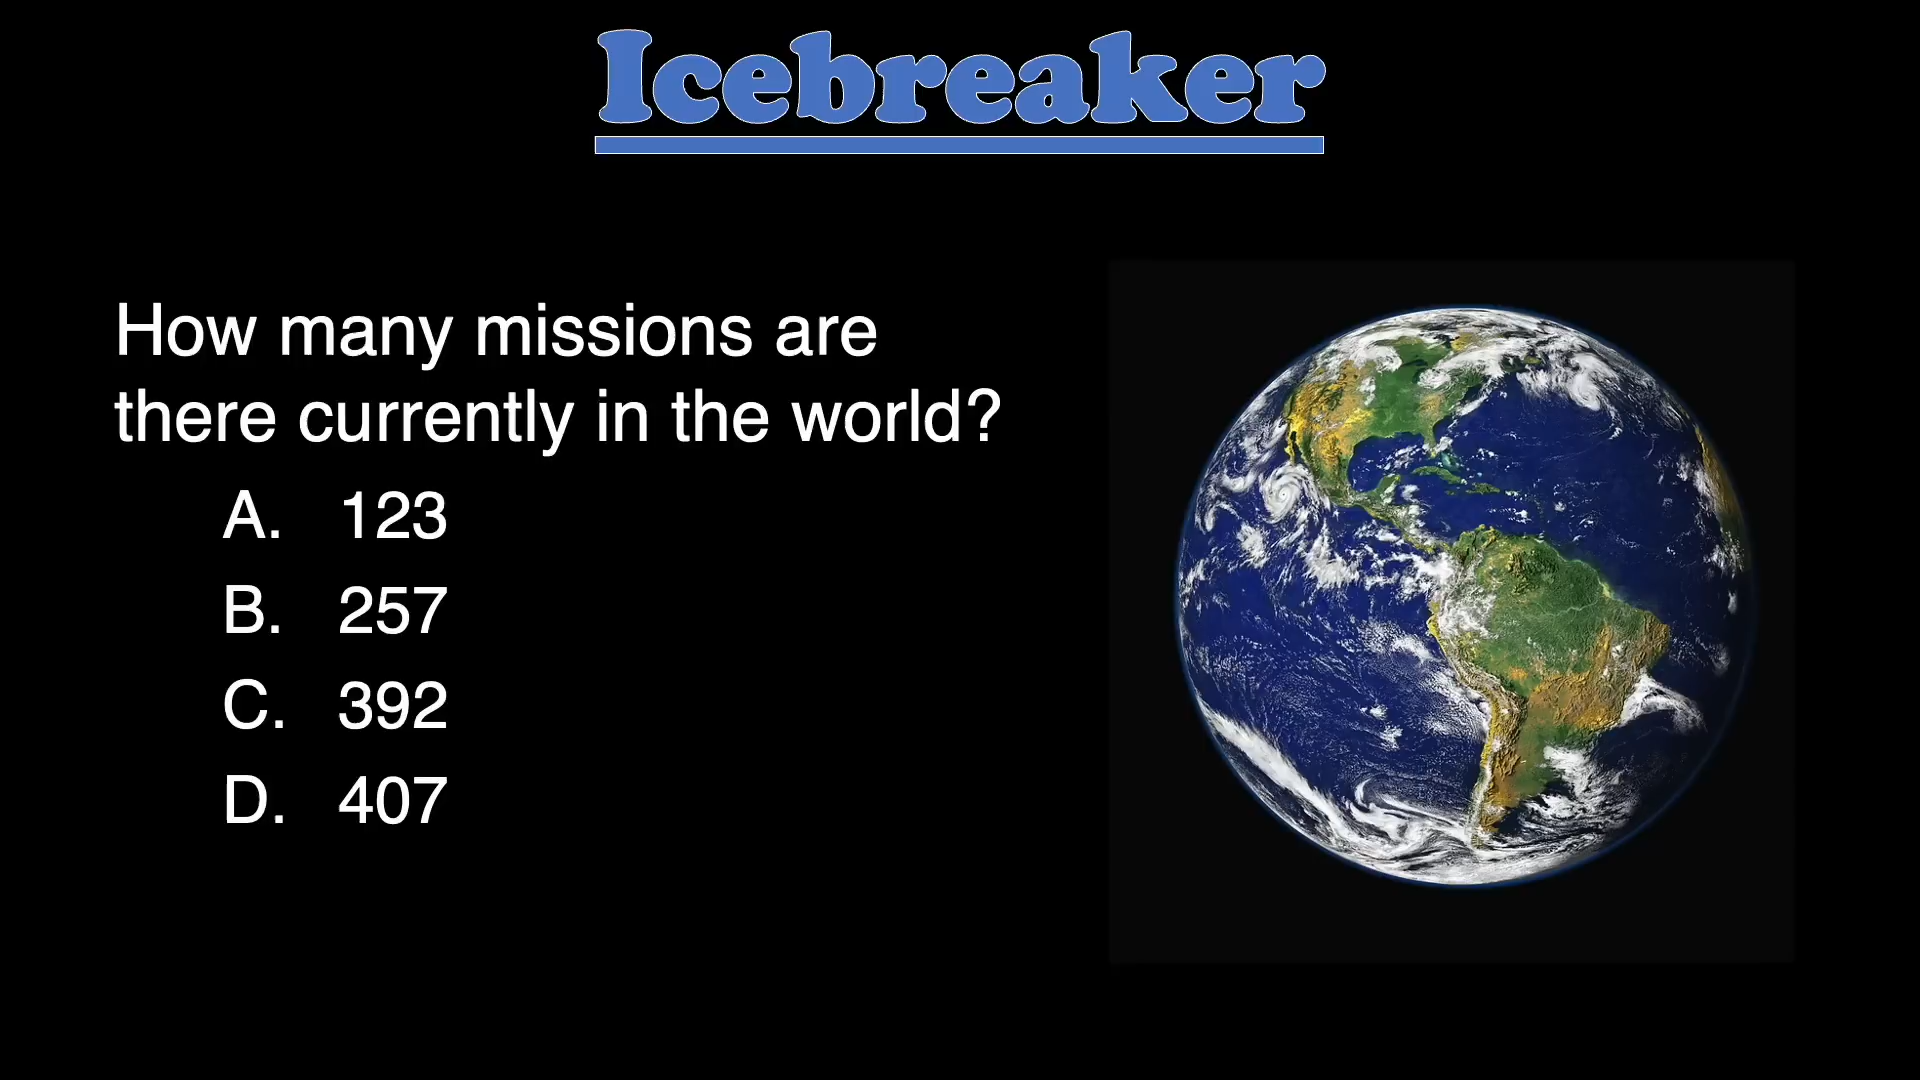 Icebreaker
How many missions are
there currently in the world?
A. 123
B. 257
C. 392
D. 407